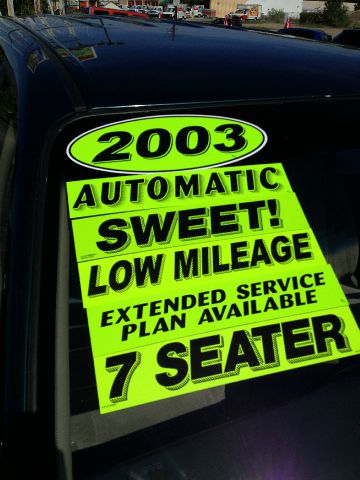 2003
AUTOMATIC
SWEET!
LOW MILEAGE
EXTENDED SERVICE
PLAN AVAILABLE
7 SEATER